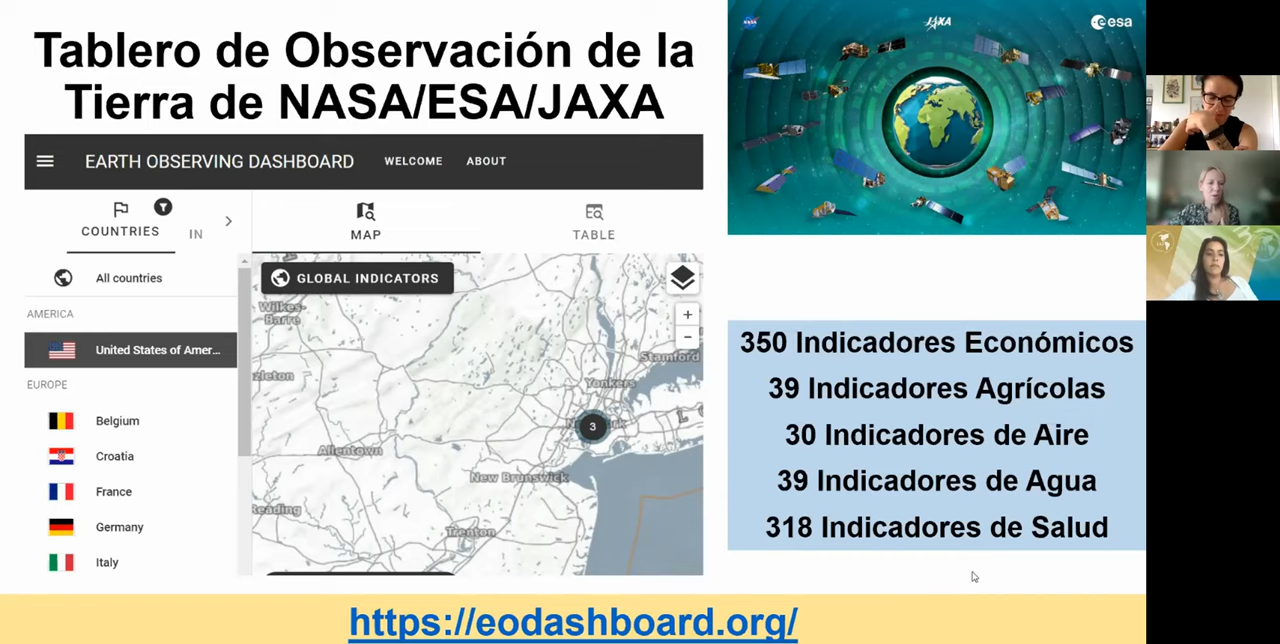 Tablero de Observación de la
Tierra de NASA/ESA/JAXA
EARTH OBSERVING DASHBOARD
WELCOME
ABOUT
COUNTRIES
IN
MAP
TABLE
All countries
AMERICA
United States of Amer...
EUROPE
Belgium
Croatia
France
Germany
Italy
GLOBAL INDICATORS
Wilkes-
Barre
zleton
Allentown
Reading
Trenton
New Brunswick
Yonkers
Stamford
3
+
−
NASA
JAXA
esa
350 Indicadores Económicos
39 Indicadores Agrícolas
30 Indicadores de Aire
39 Indicadores de Agua
318 Indicadores de Salud
https://eodashboard.org/